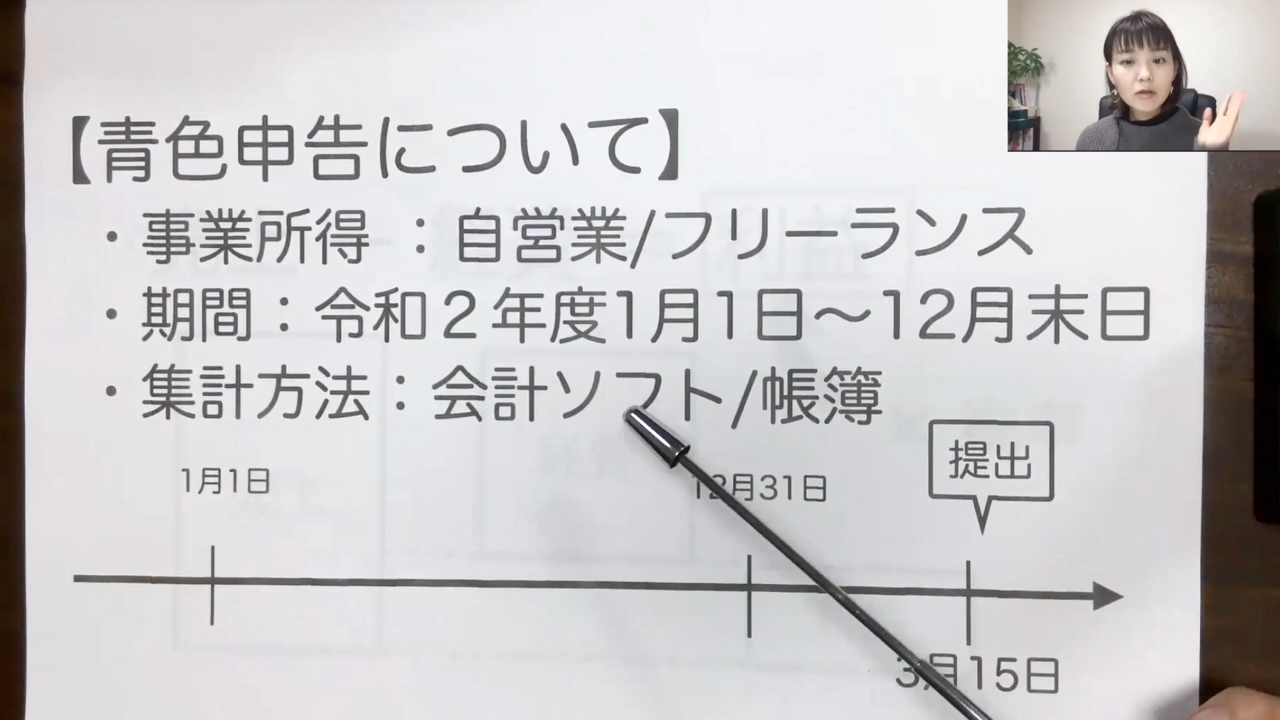 【青色申告について】
・事業所得 ：自営業/フリーランス
・期間：令和２年度1月1日〜12月末日
・集計方法：会計ソフト/帳簿
提出
1月1日
12月31日
3月15日